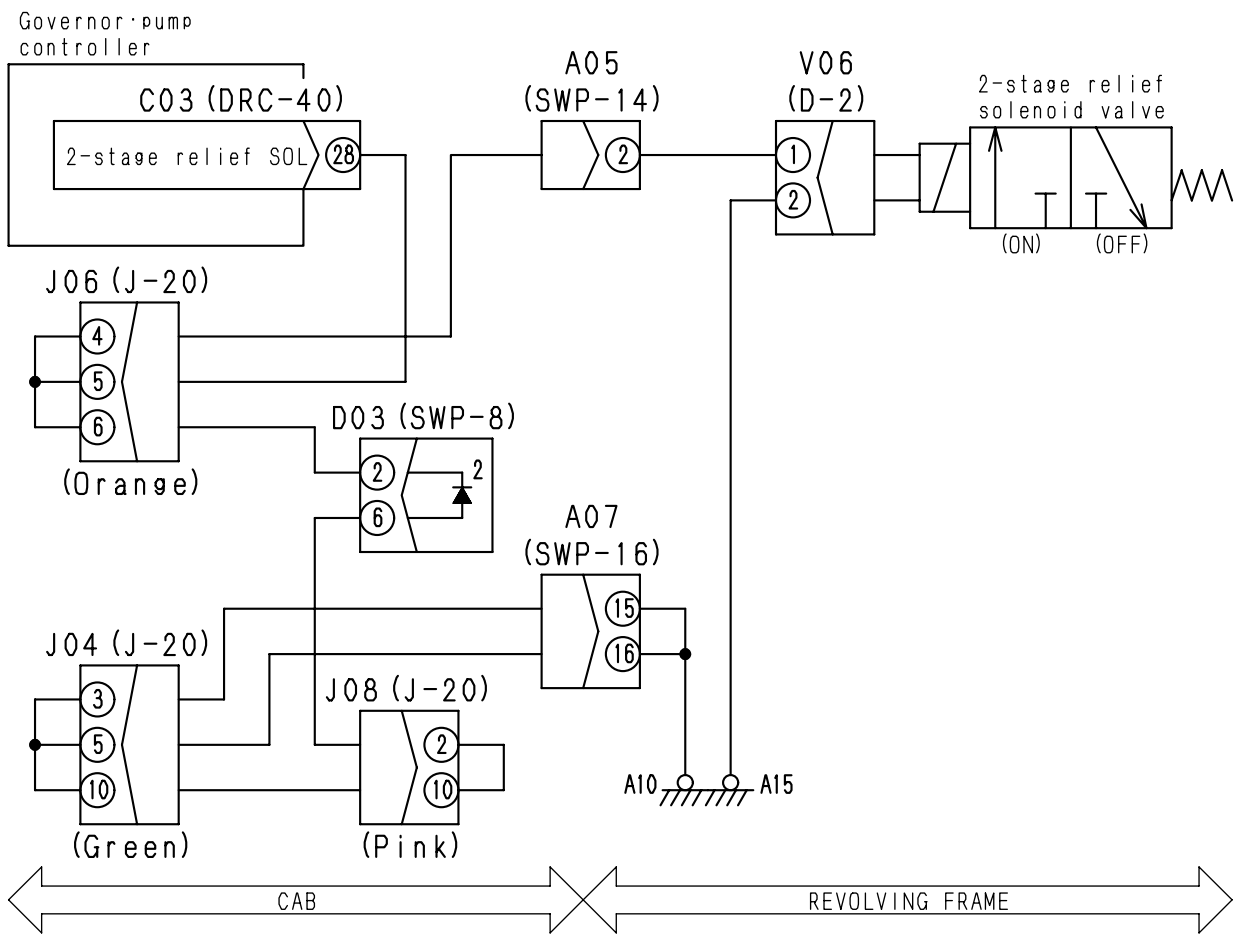 Governor·pump
controller
C03 (DRC-40)
2-stage relief SOL
28
A05
(SWP-14)
2
V06
(D-2)
1
2
2-stage relief
solenoid valve
(ON)
(OFF)
J06 (J-20)
4
5
6
(Orange)
D03 (SWP-8)
2
6
2
A07
(SWP-16)
15
16
J04 (J-20)
3
5
10
(Green)
J08 (J-20)
2
10
(Pink)
A10
A15
CAB
REVOLVING FRAME